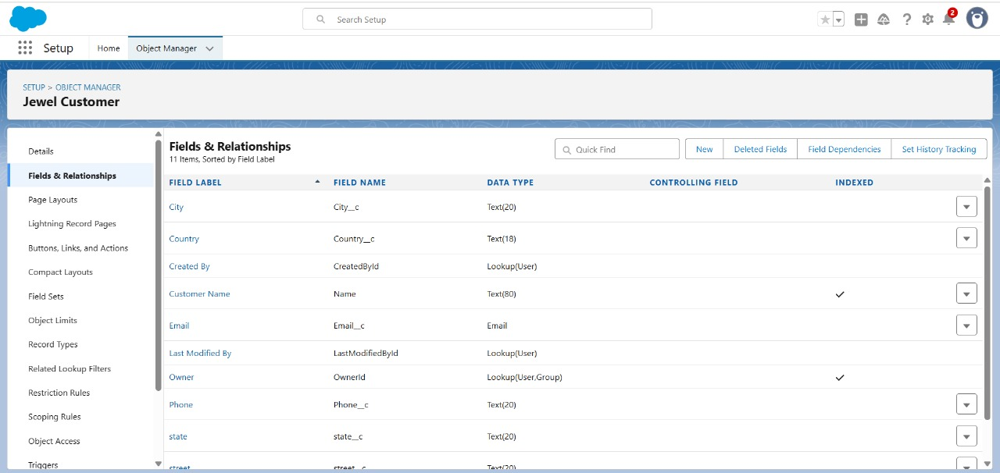 Search Setup
2
Setup
Home
Object Manager
SETUP > OBJECT MANAGER
Jewel Customer
Details
Fields & Relationships
Page Layouts
Lightning Record Pages
Buttons, Links, and Actions
Compact Layouts
Field Sets
Object Limits
Record Types
Related Lookup Filters
Restriction Rules
Scoping Rules
Object Access
Triggers
Fields & Relationships
11 Items, Sorted by Field Label
Quick Find
New
Deleted Fields
Field Dependencies
Set History Tracking
FIELD LABEL FIELD NAME DATA TYPE CONTROLLING FIELD INDEXED
City City__c Text(20)
Country Country__c Text(18)
Created By CreatedById Lookup(User)
Customer Name Name Text(80)
Email Email__c Email
Last Modified By LastModifiedById Lookup(User)
Owner OwnerId Lookup(User,Group)
Phone Phone__c Text(20)
state state__c Text(20)
street street__c Text(20)